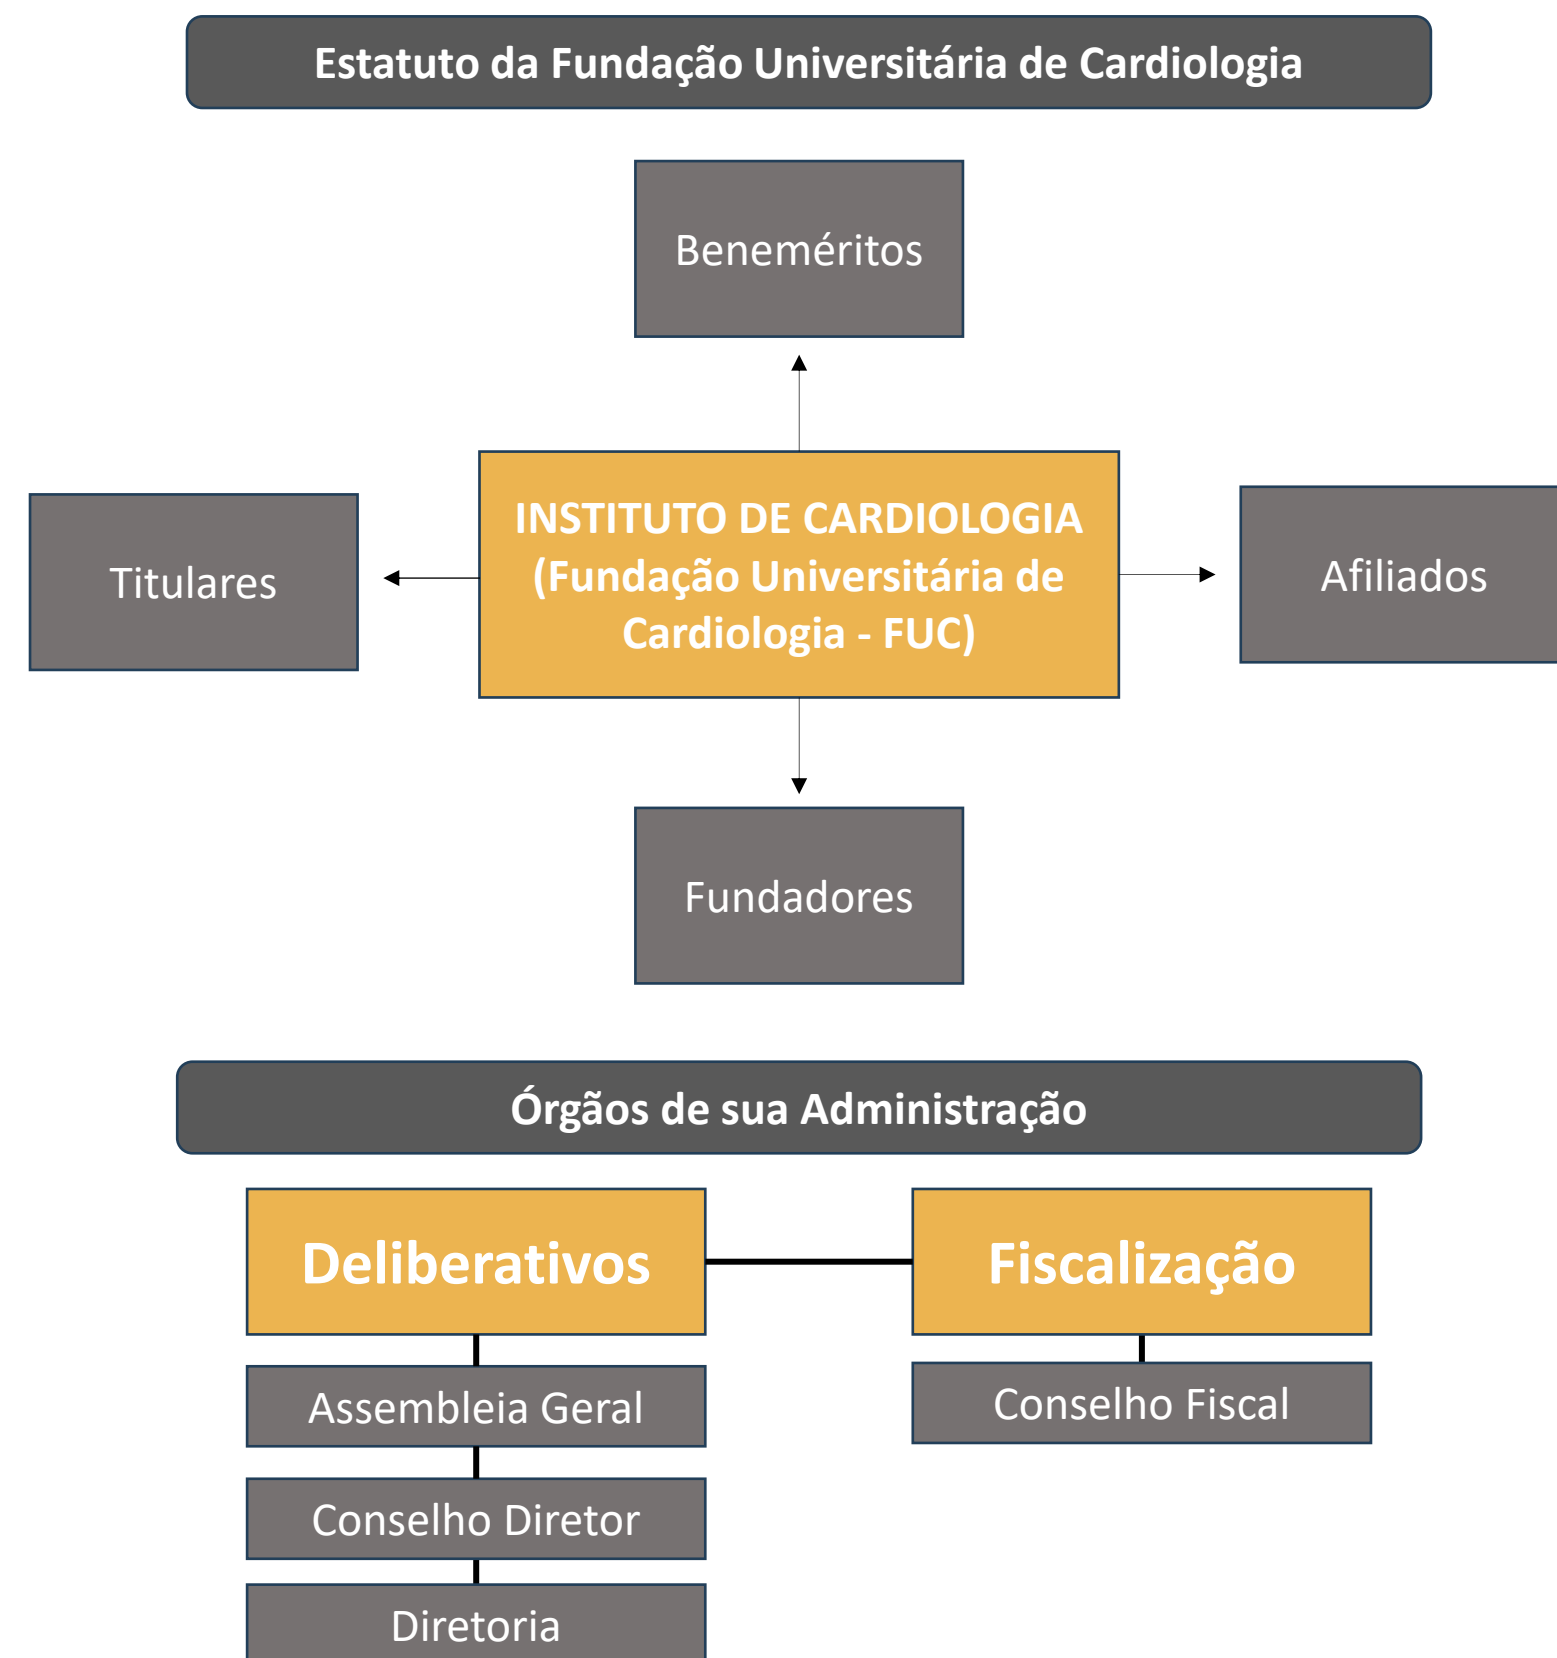 Estatuto da Fundação Universitária de Cardiologia
Beneméritos
INSTITUTO DE CARDIOLOGIA
(Fundação Universitária de
Cardiologia - FUC)
Titulares
Afiliados
Fundadores
Órgãos de sua Administração
Deliberativos
Fiscalização
Assembleia Geral
Conselho Fiscal
Conselho Diretor
Diretoria